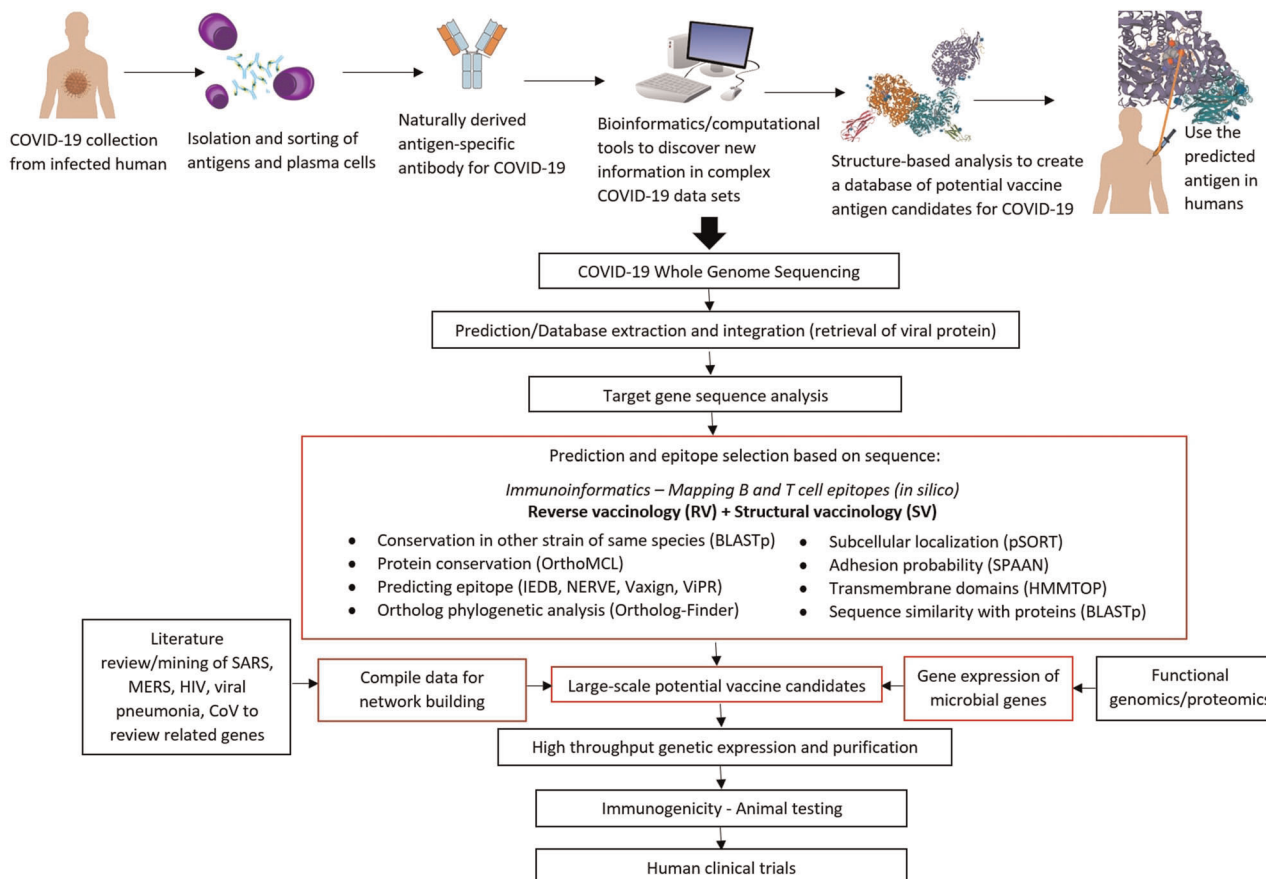 COVID-19 collection
from infected human
Isolation and sorting of
antigens and plasma cells
Naturally derived
antigen-specific
antibody for COVID-19
Bioinformatics/computational
tools to discover new
information in complex
COVID-19 data sets
Structure-based analysis to create
a database of potential vaccine
antigen candidates for COVID-19
Use the
predicted
antigen in
humans
COVID-19 Whole Genome Sequencing
Prediction/Database extraction and integration (retrieval of viral protein)
Target gene sequence analysis
Prediction and epitope selection based on sequence:
Immunoinformatics – Mapping B and T cell epitopes (in silico)
Reverse vaccinology (RV) + Structural vaccinology (SV)
● Conservation in other strain of same species (BLASTp)
● Protein conservation (OrthoMCL)
● Predicting epitope (IEDB, NERVE, Vaxign, ViPR)
● Ortholog phylogenetic analysis (Ortholog-Finder)
● Subcellular localization (pSORT)
● Adhesion probability (SPAAN)
● Transmembrane domains (HMMTOP)
● Sequence similarity with proteins (BLASTp)
Literature
review/mining of SARS,
MERS, HIV, viral
pneumonia, CoV to
review related genes
Compile data for
network building
Large-scale potential vaccine candidates
Gene expression of
microbial genes
Functional
genomics/proteomics
High throughput genetic expression and purification
Immunogenicity - Animal testing
Human clinical trials